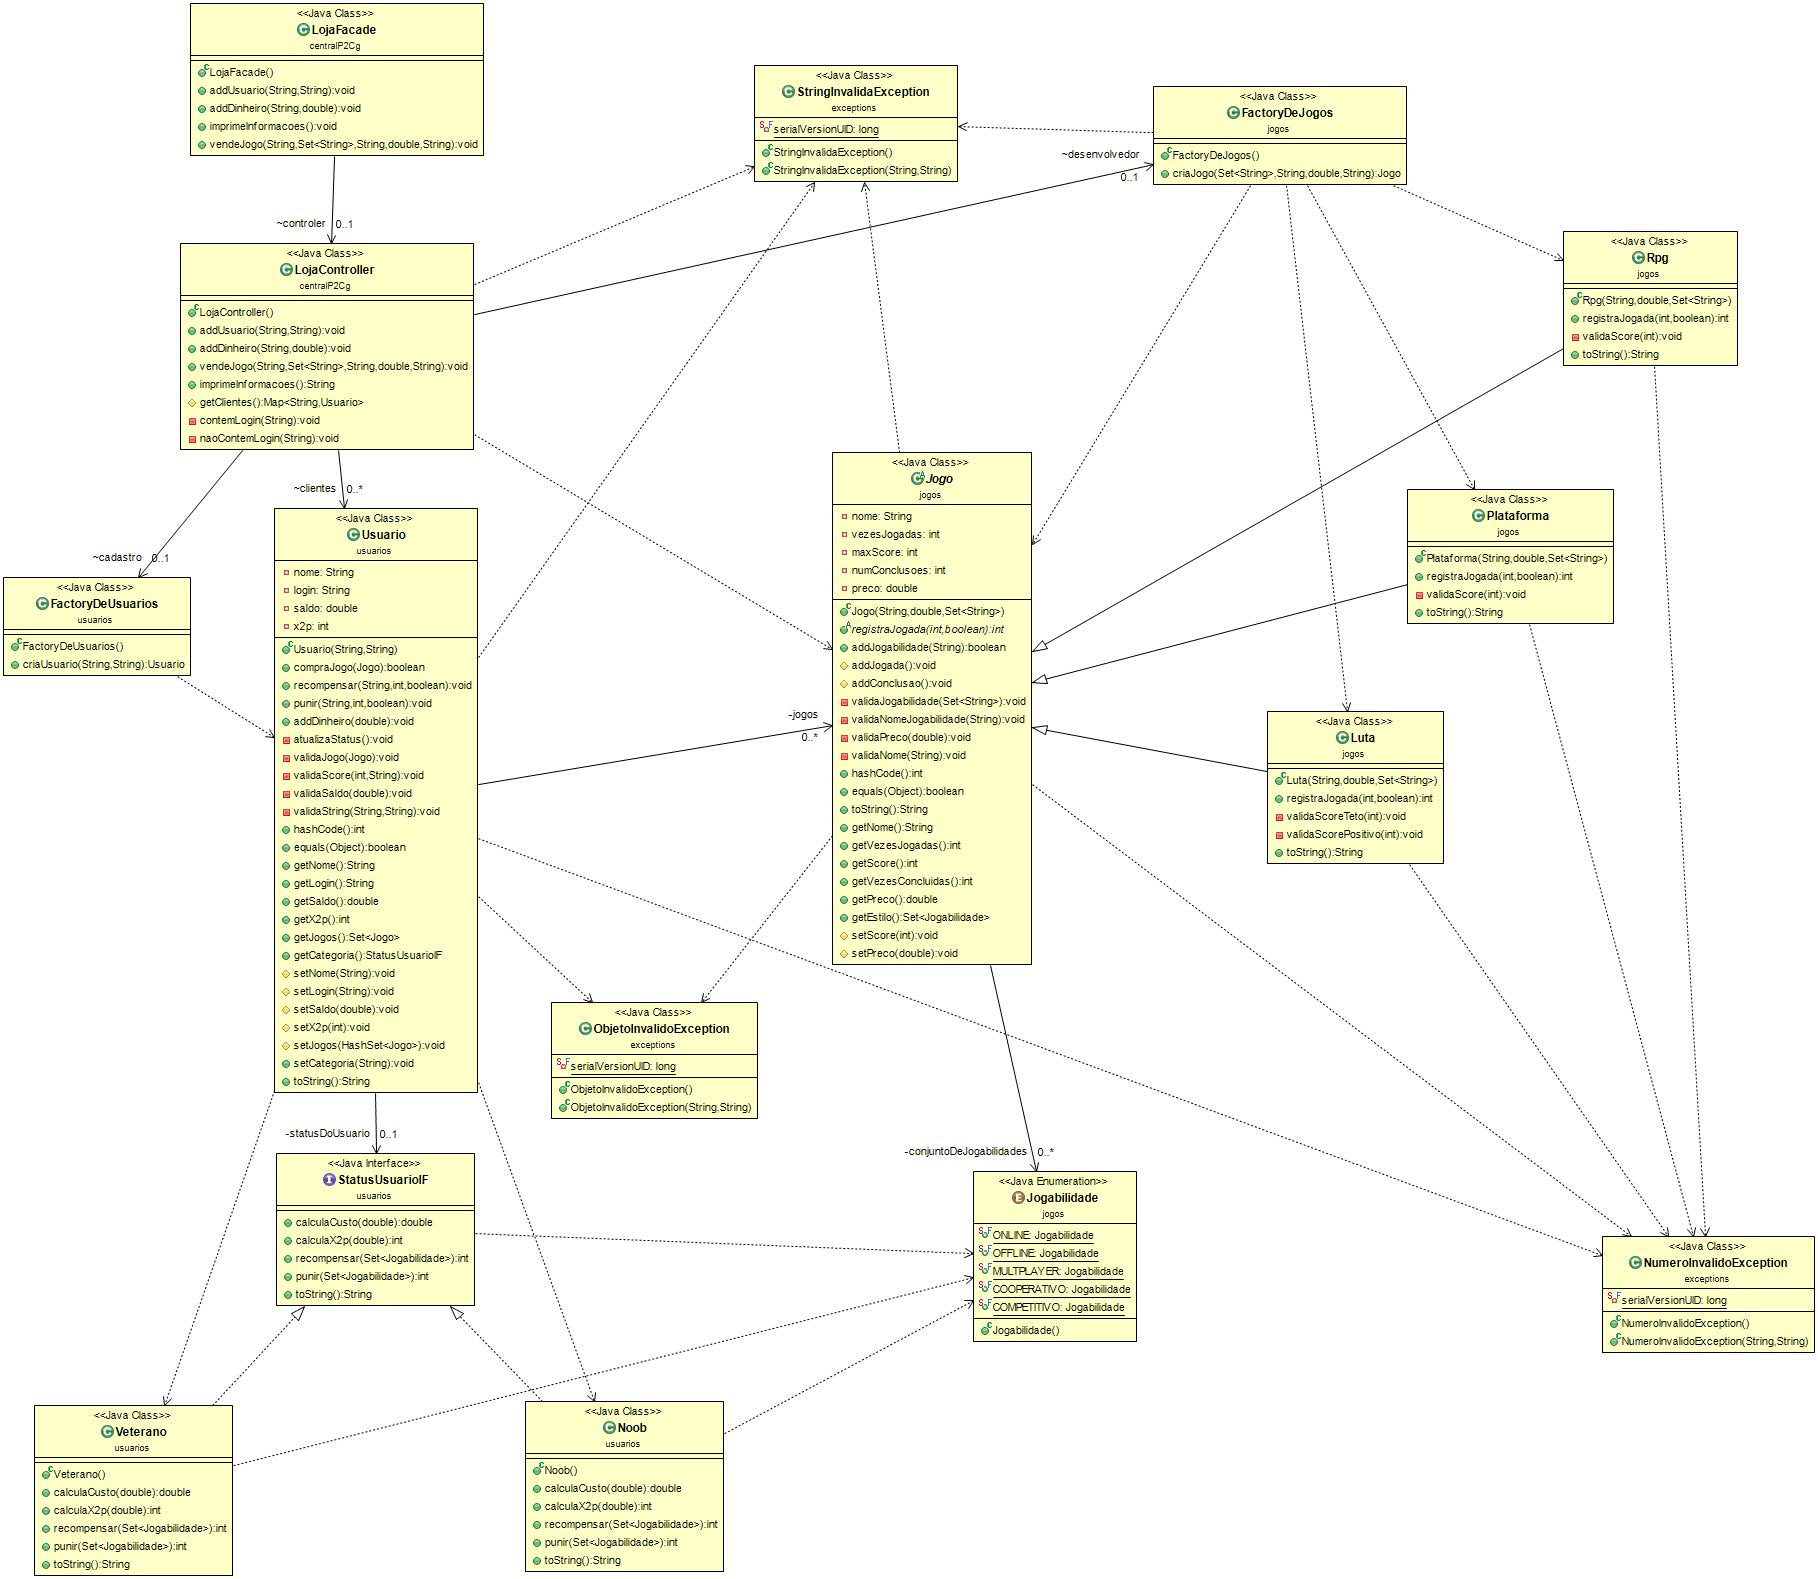 <<Java Class>>
LojaFacade
centralP2Cg
LojaFacade()
addUsuario(String,String):void
addDinheiro(String,double):void
imprimeInformacoes():void
vendeJogo(String,Set<String>,String,double,String):void
~controler 0..1
<<Java Class>>
StringInvalidaException
exceptions
serialVersionUID: long
StringInvalidaException()
StringInvalidaException(String,String)
<<Java Class>>
FactoryDeJogos
jogos
FactoryDeJogos()
criaJogo(Set<String>,String,double,String):Jogo
~desenvolvedor
0..1
<<Java Class>>
LojaController
centralP2Cg
LojaController()
addUsuario(String,String):void
addDinheiro(String,double):void
vendeJogo(String,Set<String>,String,double,String):void
imprimeInformacoes():String
getClientes():Map<String,Usuario>
contemLogin(String):void
naoContemLogin(String):void
<<Java Class>>
Rpg
jogos
Rpg(String,double,Set<String>)
registraJogada(int,boolean):int
validaScore(int):void
toString():String
~clientes 0..*
~cadastro 0..1
<<Java Class>>
FactoryDeUsuarios
usuarios
FactoryDeUsuarios()
criaUsuario(String,String):Usuario
<<Java Class>>
Usuario
usuarios
nome: String
login: String
saldo: double
x2p: int
Usuario(String,String)
compraJogo(Jogo):boolean
recompensar(String,int,boolean):void
punir(String,int,boolean):void
addDinheiro(double):void
atualizaStatus():void
validaJogo(Jogo):void
validaScore(int,String):void
validaSaldo(double):void
validaString(String,String):void
hashCode():int
equals(Object):boolean
getNome():String
getLogin():String
getSaldo():double
getX2p():int
getJogos():Set<Jogo>
getCategoria():StatusUsuarioIF
setNome(String):void
setLogin(String):void
setSaldo(double):void
setX2p(int):void
setJogos(HashSet<Jogo>):void
setCategoria(String):void
toString():String
-jogos
0..*
<<Java Class>>
Jogo
jogos
nome: String
vezesJogadas: int
maxScore: int
numConclusoes: int
preco: double
Jogo(String,double,Set<String>)
registraJogada(int,boolean):int
addJogabilidade(String):boolean
addJogada():void
addConclusao():void
validaJogabilidade(Set<String>):void
validaNomeJogabilidade(String):void
validaPreco(double):void
validaNome(String):void
hashCode():int
equals(Object):boolean
toString():String
getNome():String
getVezesJogadas():int
getScore():int
getVezesConcluidas():int
getPreco():double
getEstilo():Set<Jogabilidade>
setScore(int):void
setPreco(double):void
<<Java Class>>
Plataforma
jogos
Plataforma(String,double,Set<String>)
registraJogada(int,boolean):int
validaScore(int):void
toString():String
<<Java Class>>
Luta
jogos
Luta(String,double,Set<String>)
registraJogada(int,boolean):int
validaScoreTeto(int):void
validaScorePositivo(int):void
toString():String
<<Java Class>>
ObjetoInvalidoException
exceptions
serialVersionUID: long
ObjetoInvalidoException()
ObjetoInvalidoException(String,String)
-statusDoUsuario 0..1
<<Java Interface>>
StatusUsuarioIF
usuarios
calculaCusto(double):double
calculaX2p(double):int
recompensar(Set<Jogabilidade>):int
punir(Set<Jogabilidade>):int
toString():String
-conjuntoDeJogabilidades 0..*
<<Java Enumeration>>
Jogabilidade
jogos
ONLINE: Jogabilidade
OFFLINE: Jogabilidade
MULTPLAYER: Jogabilidade
COOPERATIVO: Jogabilidade
COMPETITIVO: Jogabilidade
Jogabilidade()
<<Java Class>>
NumeroInvalidoException
exceptions
serialVersionUID: long
NumeroInvalidoException()
NumeroInvalidoException(String,String)
<<Java Class>>
Veterano
usuarios
Veterano()
calculaCusto(double):double
calculaX2p(double):int
recompensar(Set<Jogabilidade>):int
punir(Set<Jogabilidade>):int
toString():String
<<Java Class>>
Noob
usuarios
Noob()
calculaCusto(double):double
calculaX2p(double):int
recompensar(Set<Jogabilidade>):int
punir(Set<Jogabilidade>):int
toString():String